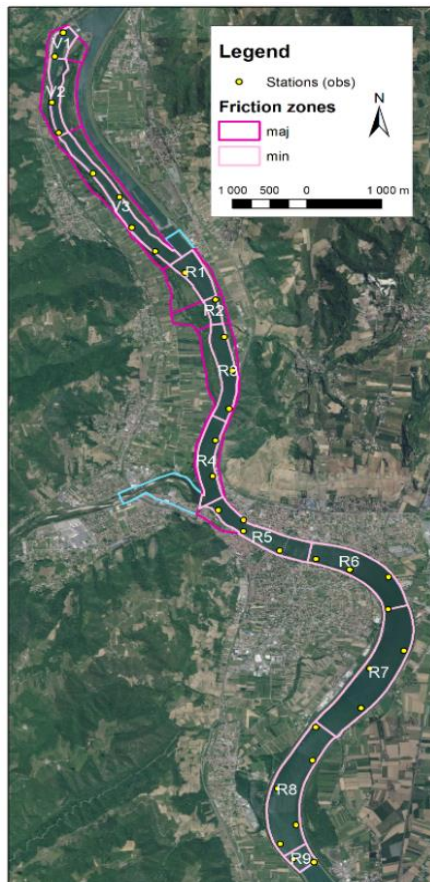 Legend
Stations (obs)
Friction zones
maj
min
N
1 000 500 0 1 000 m
V1
V2
V3
R1
R2
R3
R4
R5
R6
R7
R8
R9